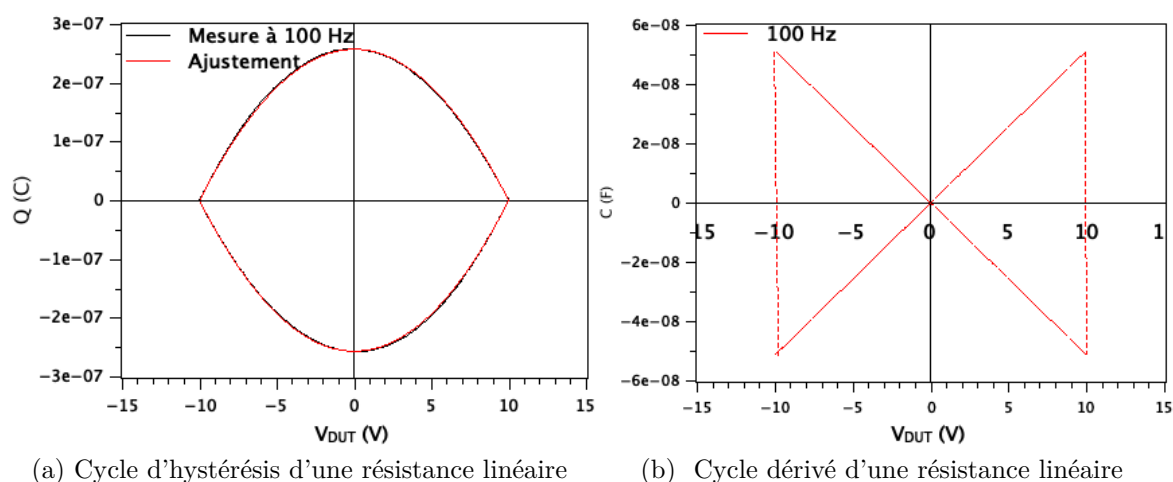 Mesure à 100 Hz
Ajustement
3e−07
2e−07
1e−07
0
−1e−07
−2e−07
−3e−07
Q (C)
−15 −10 −5 0 5 10 15
VDUT (V)
(a) Cycle d'hystérésis d'une résistance linéaire
100 Hz
6e−08
4e−08
2e−08
0
−2e−08
−4e−08
−6e−08
C (F)
15 −10 −5 0 5 10 1
−15 −10 −5 0 5 10 15
VDUT (V)
(b) Cycle dérivé d'une résistance linéaire